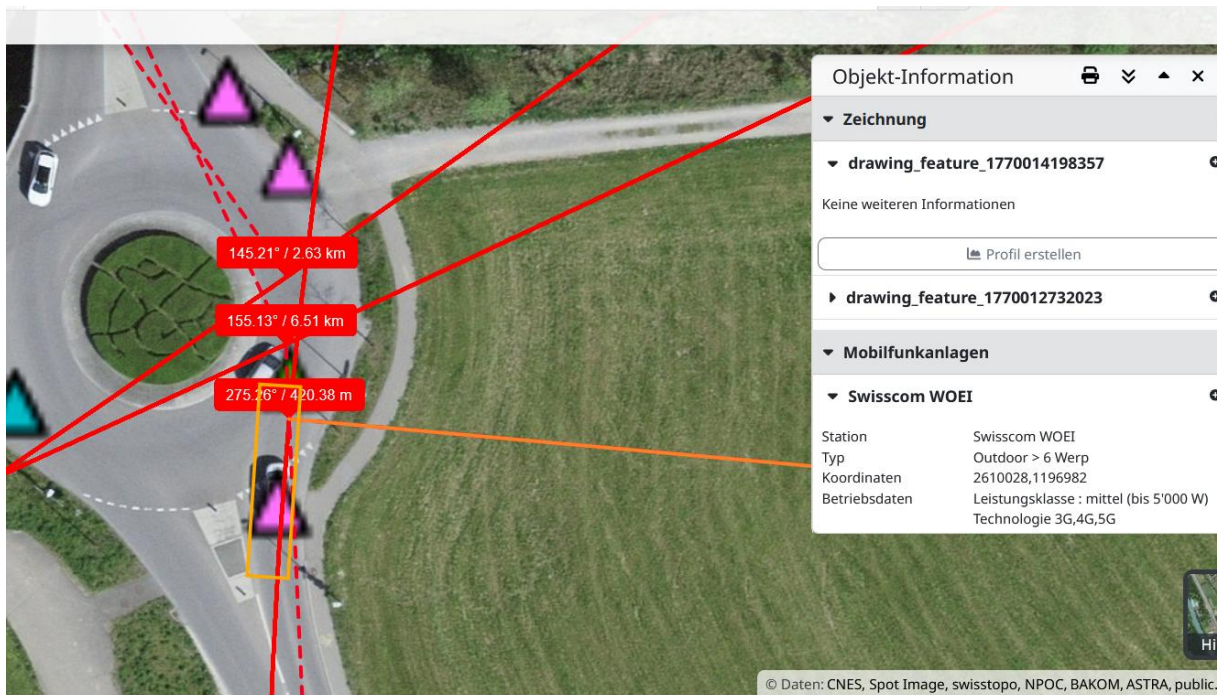 145.21° / 2.63 km
155.13° / 6.51 km
275.26° / 420.38 m
Objekt-Information
Zeichnung
drawing_feature_1770014198357
Keine weiteren Informationen
Profil erstellen
drawing_feature_1770012732023
Mobilfunkanlagen
Swisscom WOEI
Station Swisscom WOEI
Typ Outdoor > 6 Werp
Koordinaten 2610028,1196982
Betriebsdaten Leistungsklasse : mittel (bis 5'000 W)
Technologie 3G,4G,5G
Hi
© Daten: CNES, Spot Image, swisstopo, NPOC, BAKOM, ASTRA, public.